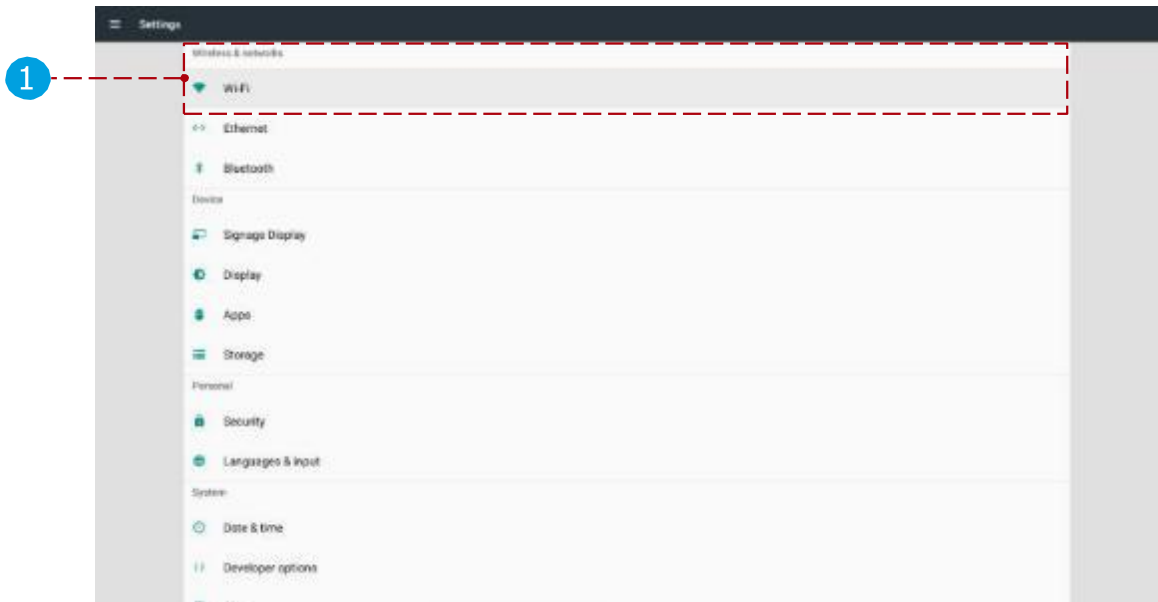 Settings
Wireless & networks
1
Wi-Fi
Ethernet
Bluetooth
Device
Signage Display
Display
Apps
Storage
Personal
Security
Languages & input
System
Date & time
Developer options